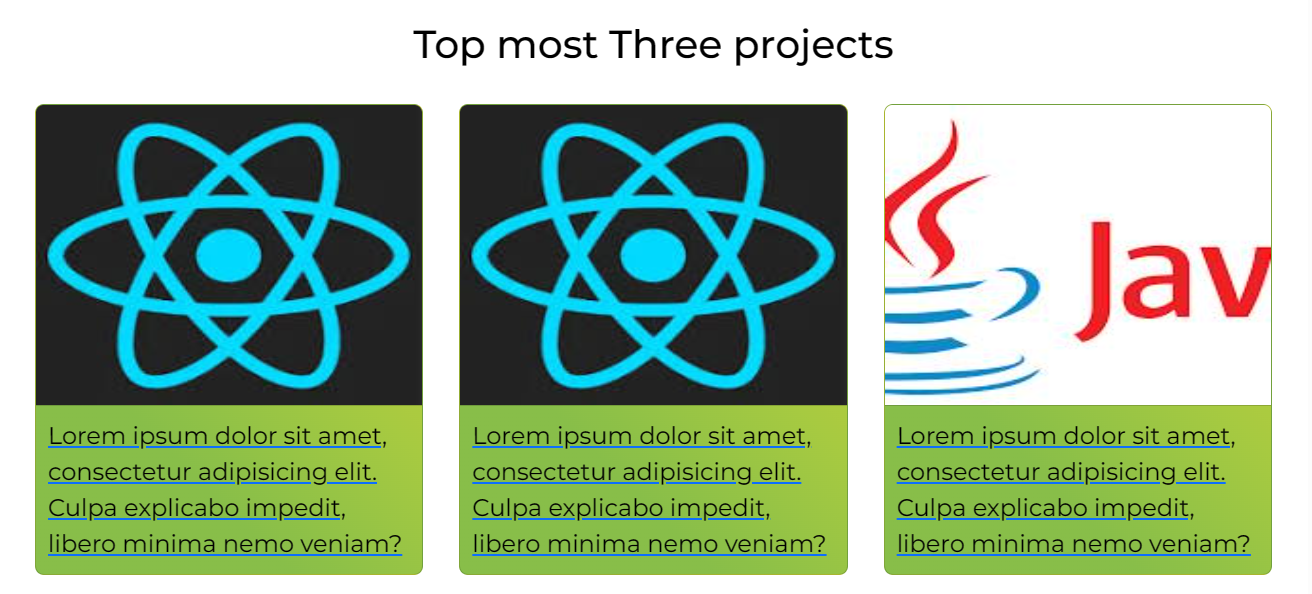 Top most Three projects
Jav
Lorem ipsum dolor sit amet,
consectetur adipisicing elit.
Culpa explicabo impedit,
libero minima nemo veniam?
Lorem ipsum dolor sit amet,
consectetur adipisicing elit.
Culpa explicabo impedit,
libero minima nemo veniam?
Lorem ipsum dolor sit amet,
consectetur adipisicing elit.
Culpa explicabo impedit,
libero minima nemo veniam?